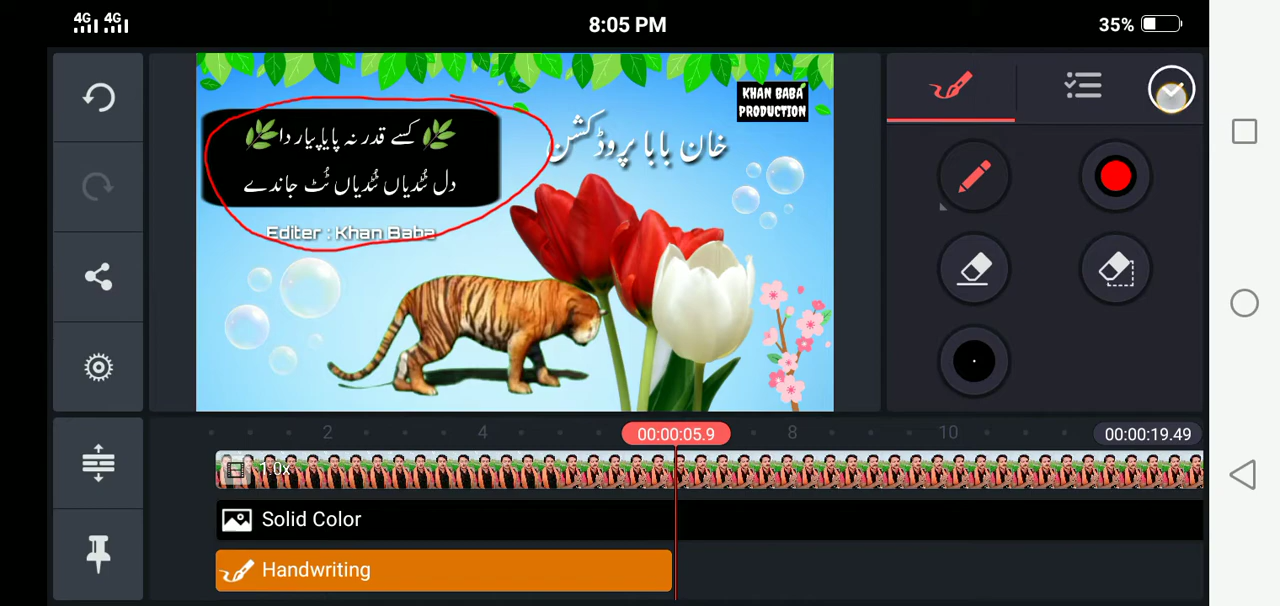 4G 4G
8:05 PM
35%
KHAN BABA
PRODUCTION
خان بابا پروڈکشن
کسے قدر نہ پایا پیار دا
دل ٹُٹدیاں ٹُٹدیاں ٹُٹ جاندے
Editer : Khan Baba
2
4
00:00:05.9
8
10
00:00:19.49
1.0x
Solid Color
Handwriting